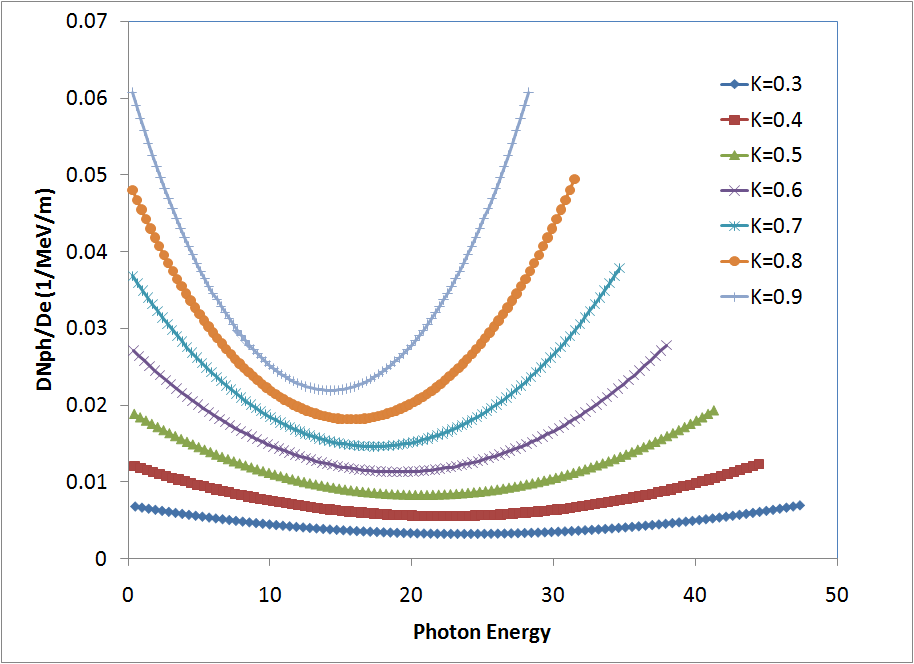 0.07
0.06
0.05
0.04
0.03
0.02
0.01
0
DNph/De (1/MeV/m)
0 10 20 30 40 50
Photon Energy
K=0.3
K=0.4
K=0.5
K=0.6
K=0.7
K=0.8
K=0.9